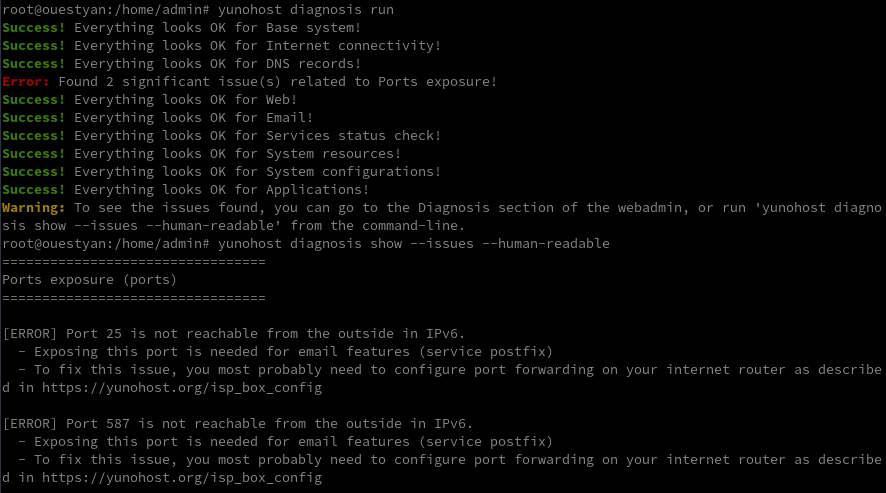 root@ouestyan:/home/admin# yunohost diagnosis run
Success! Everything looks OK for Base system!
Success! Everything looks OK for Internet connectivity!
Success! Everything looks OK for DNS records!
Error: Found 2 significant issue(s) related to Ports exposure!
Success! Everything looks OK for Web!
Success! Everything looks OK for Email!
Success! Everything looks OK for Services status check!
Success! Everything looks OK for System resources!
Success! Everything looks OK for System configurations!
Success! Everything looks OK for Applications!
Warning: To see the issues found, you can go to the Diagnosis section of the webadmin, or run 'yunohost diagno
sis show --issues --human-readable' from the command-line.
root@ouestyan:/home/admin# yunohost diagnosis show --issues --human-readable
=================================
Ports exposure (ports)
=================================
[ERROR] Port 25 is not reachable from the outside in IPv6.
  - Exposing this port is needed for email features (service postfix)
  - To fix this issue, you most probably need to configure port forwarding on your internet router as describe
d in https://yunohost.org/isp_box_config
[ERROR] Port 587 is not reachable from the outside in IPv6.
  - Exposing this port is needed for email features (service postfix)
  - To fix this issue, you most probably need to configure port forwarding on your internet router as describe
d in https://yunohost.org/isp_box_config